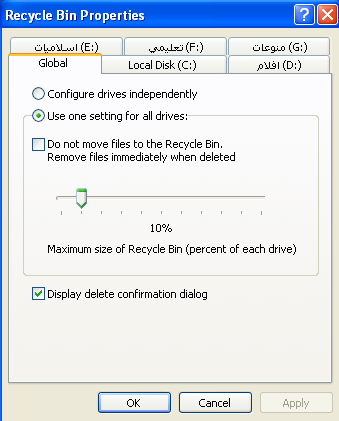 Recycle Bin Properties
اسلاميات (E:)
تعليمي (F:)
منوعات (G:)
Global
Local Disk (C:)
افلام (D:)
Configure drives independently
Use one setting for all drives:
Do not move files to the Recycle Bin.
Remove files immediately when deleted
10%
Maximum size of Recycle Bin (percent of each drive)
Display delete confirmation dialog
OK
Cancel
Apply